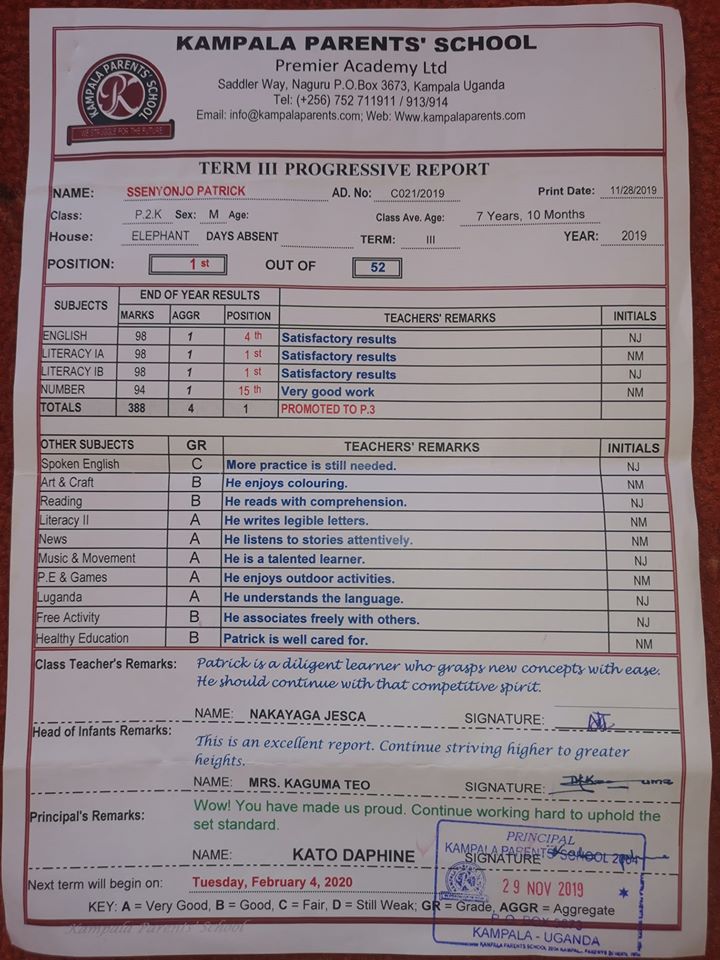 KAMPALA PARENTS' SCHOOL
Premier Academy Ltd
Saddler Way, Naguru P.O.Box 3673, Kampala Uganda
Tel: (+256) 752 711911 / 913/914
Email: info@kampalaparents.com; Web: Www.kampalaparents.com
KAMPALA PARENTS' SCHOOL
K
WE STRUGGLE FOR THE FUTURE
TERM III PROGRESSIVE REPORT
NAME: SSENYONJO PATRICK AD. No: C021/2019 Print Date: 11/28/2019
Class: P.2.K Sex: M Age: Class Ave. Age: 7 Years, 10 Months
House: ELEPHANT DAYS ABSENT TERM: III YEAR: 2019
POSITION: 1 st OUT OF 52
SUBJECTS END OF YEAR RESULTS
MARKS AGGR POSITION TEACHERS' REMARKS INITIALS
ENGLISH 98 1 4 th Satisfactory results NJ
LITERACY IA 98 1 1 st Satisfactory results NM
LITERACY IB 98 1 1 st Satisfactory results NJ
NUMBER 94 1 15 th Very good work NM
TOTALS 388 4 1 PROMOTED TO P.3
OTHER SUBJECTS GR TEACHERS' REMARKS INITIALS
Spoken English C More practice is still needed. NJ
Art & Craft B He enjoys colouring. NM
Reading B He reads with comprehension. NJ
Literacy II A He writes legible letters. NM
News A He listens to stories attentively. NM
Music & Movement A He is a talented learner. NJ
P.E & Games A He enjoys outdoor activities. NM
Luganda A He understands the language. NJ
Free Activity B He associates freely with others. NJ
Healthy Education B Patrick is well cared for. NM
Class Teacher's Remarks: Patrick is a diligent learner who grasps new concepts with ease.
He should continue with that competitive spirit.
NAME: NAKAYAGA JESCA SIGNATURE:
Head of Infants Remarks: This is an excellent report. Continue striving higher to greater
heights.
NAME: MRS. KAGUMA TEO SIGNATURE:
Principal's Remarks: Wow! You have made us proud. Continue working hard to uphold the
set standard.
NAME: KATO DAPHINE SIGNATURE
PRINCIPAL
KAMPALA PARENTS' SCHOOL 2004
29 NOV 2019
P.O. BOX 3673
KAMPALA - UGANDA
Next term will begin on: Tuesday, February 4, 2020
KEY: A = Very Good, B = Good, C = Fair, D = Still Weak; GR = Grade, AGGR = Aggregate
Kampala Parents' School